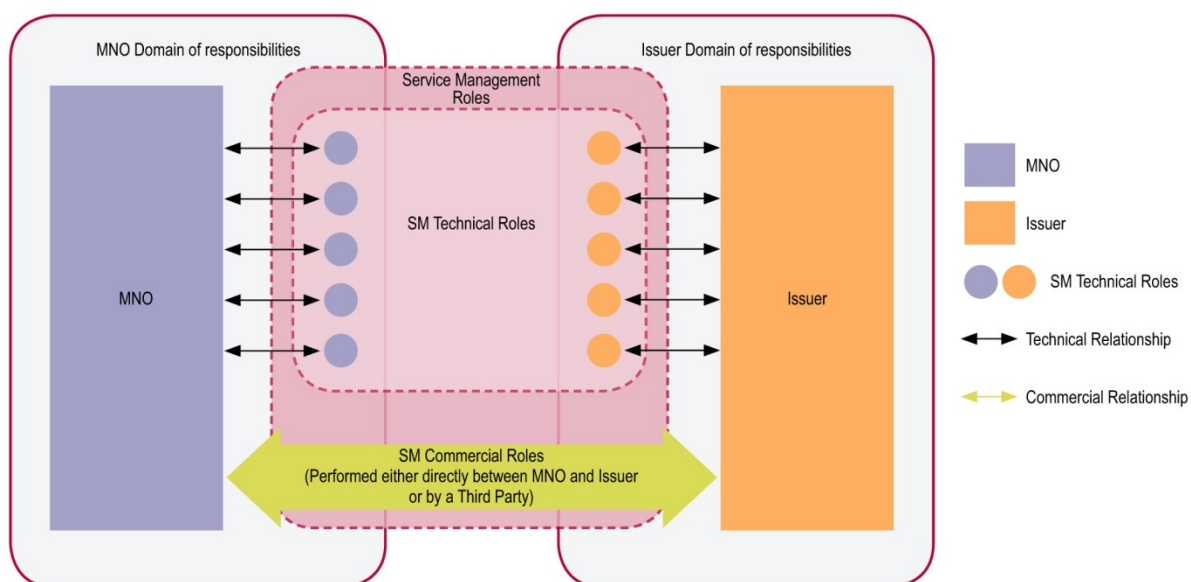 MNO Domain of responsibilities
Issuer Domain of responsibilities
Service Management
Roles
SM Technical Roles
MNO
Issuer
SM Commercial Roles
(Performed either directly between MNO and Issuer
or by a Third Party)
MNO
Issuer
SM Technical Roles
Technical Relationship
Commercial Relationship